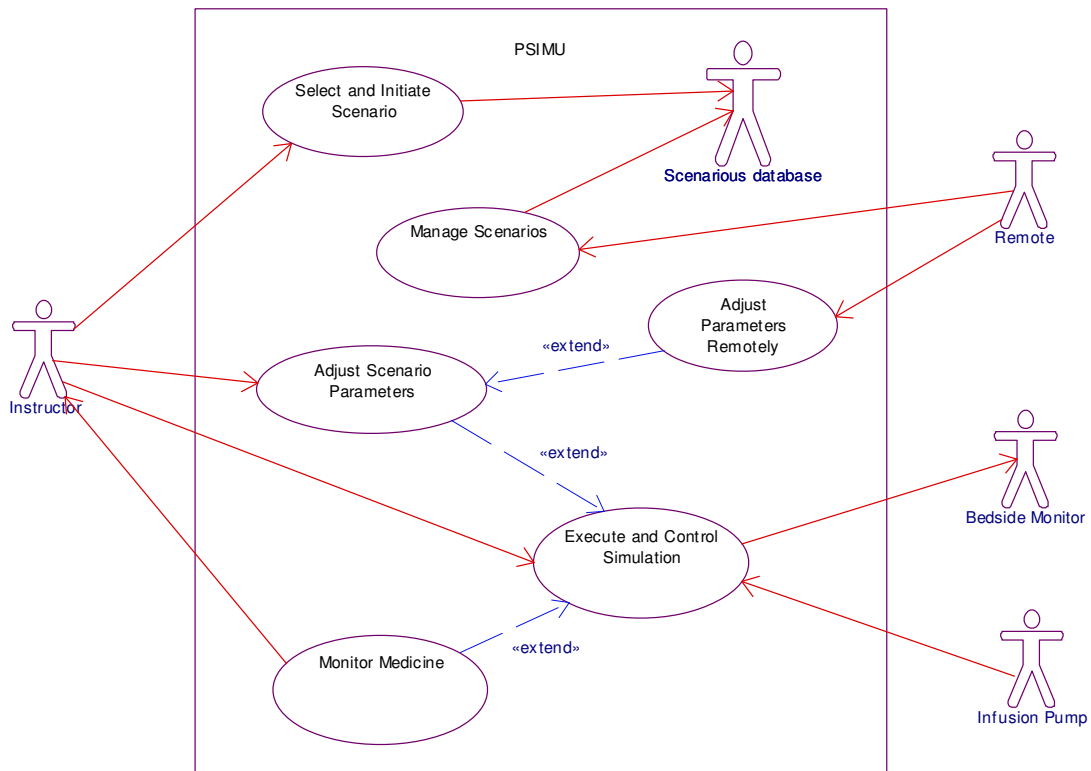 PSIMU
Select and Initiate
Scenario
Scenarious database
Manage Scenarios
Remote
Adjust
Parameters
Remotely
«extend»
Adjust Scenario
Parameters
Instructor
«extend»
Bedside Monitor
Execute and Control
Simulation
«extend»
Monitor Medicine
Infusion Pump